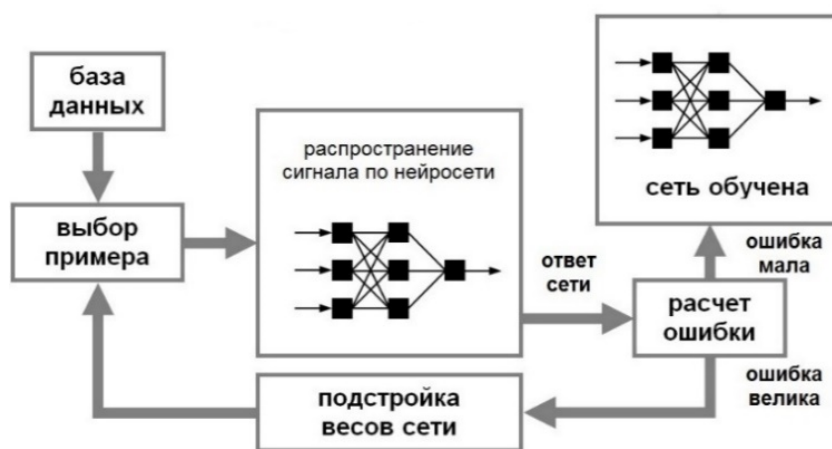 база
данных
выбор
примера
распространение
сигнала по нейросети
ответ
сети
расчет
ошибки
ошибка
мала
сеть обучена
ошибка
велика
подстройка
весов сети